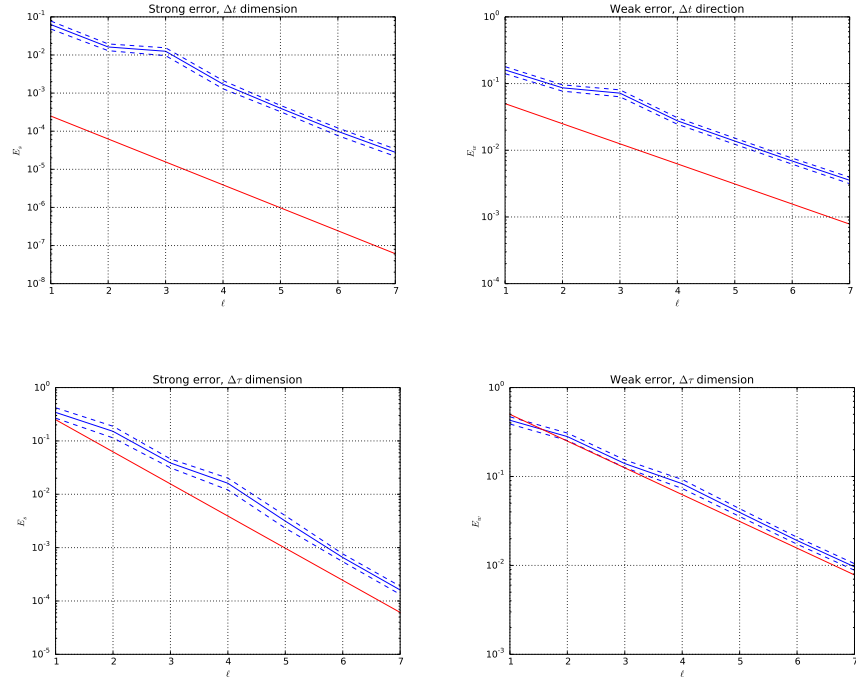 Strong error, Δt dimension
10⁻¹
10⁻²
10⁻³
10⁻⁴
10⁻⁵
10⁻⁶
10⁻⁷
10⁻⁸
E_s
1 2 3 4 5 6 7
ℓ
Weak error, Δt direction
10⁰
10⁻¹
10⁻²
10⁻³
10⁻⁴
E_w
1 2 3 4 5 6 7
ℓ
Strong error, Δτ dimension
10⁰
10⁻¹
10⁻²
10⁻³
10⁻⁴
10⁻⁵
E_s
1 2 3 4 5 6 7
ℓ
Weak error, Δτ dimension
10⁰
10⁻¹
10⁻²
10⁻³
E_w
1 2 3 4 5 6 7
ℓ